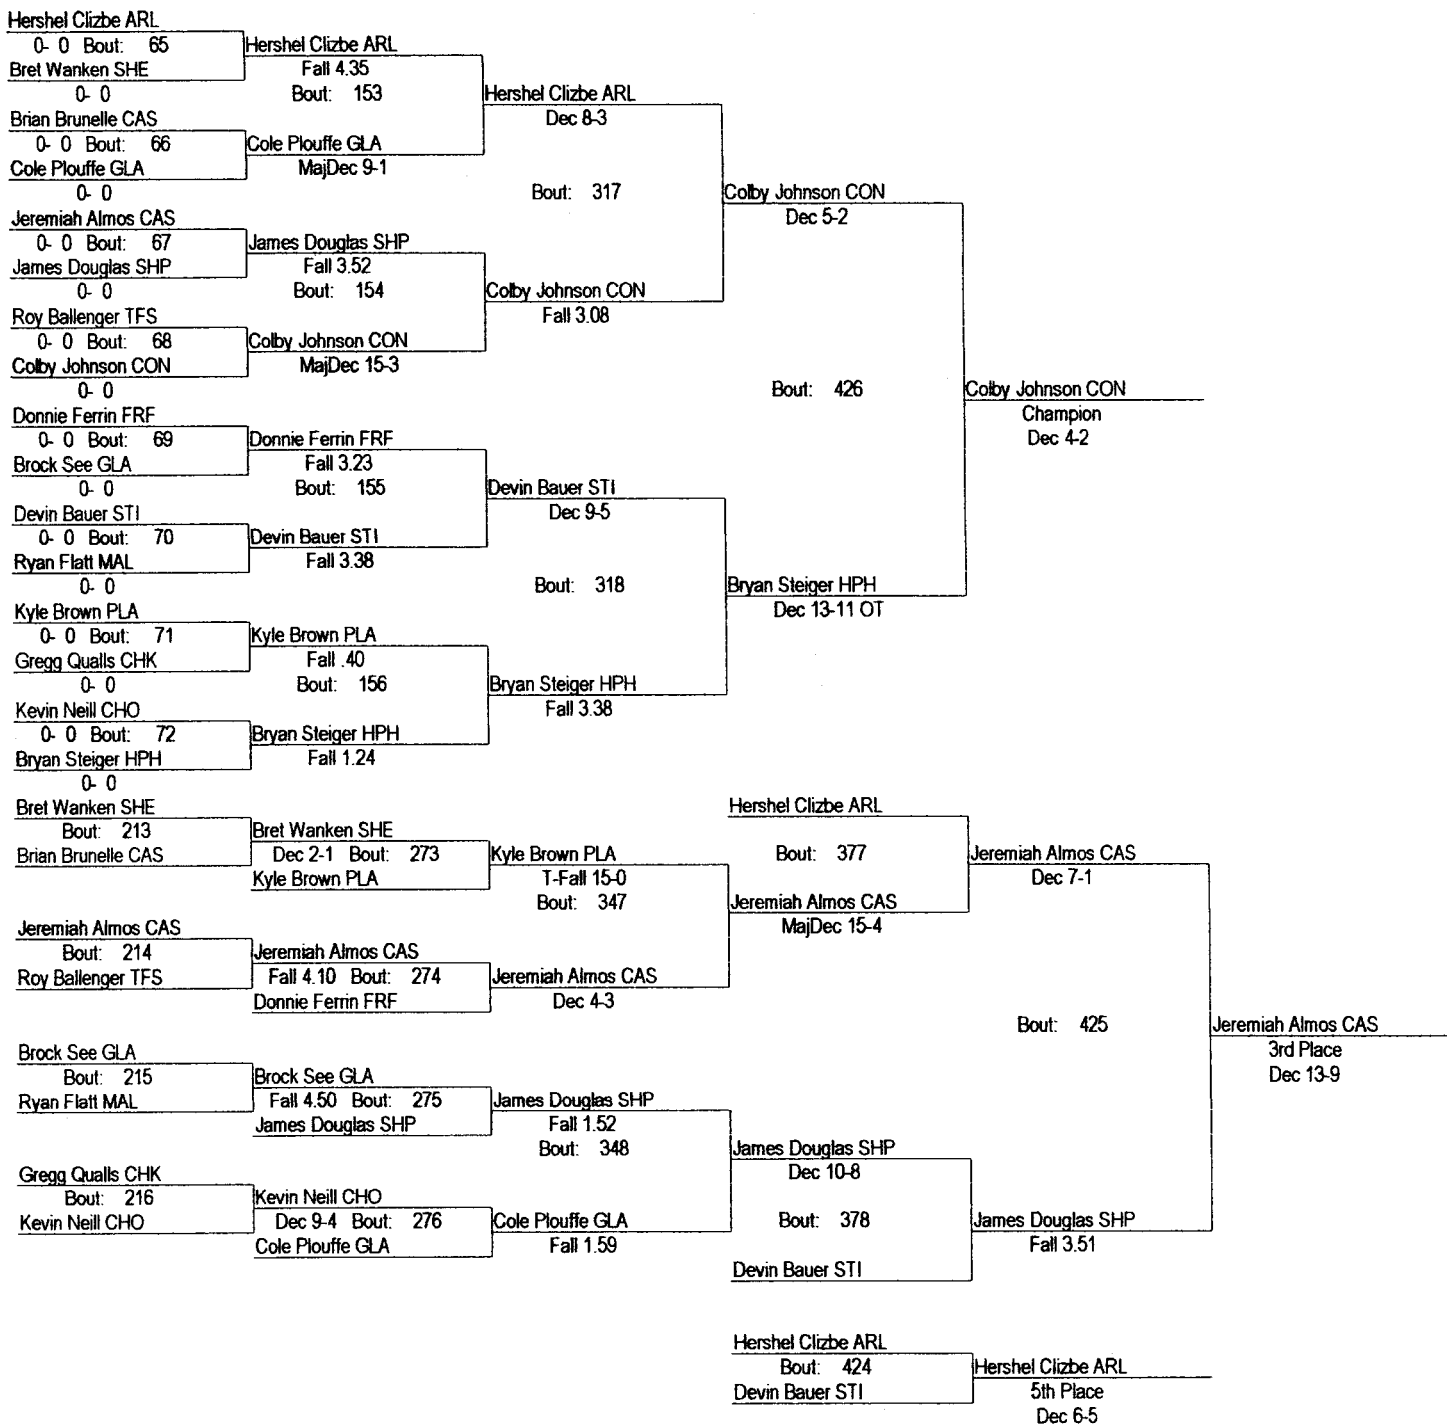 Hershel Clizbe ARL
0- 0 Bout: 65
Hershel Clizbe ARL
Bret Wanken SHE
Fall 4.35
0- 0
Bout: 153
Hershel Clizbe ARL
Brian Brunelle CAS
Dec 8-3
0- 0 Bout: 66
Cole Plouffe GLA
Cole Plouffe GLA
MajDec 9-1
0- 0
Bout: 317
Colby Johnson CON
Jeremiah Almos CAS
Dec 5-2
0- 0 Bout: 67
James Douglas SHP
James Douglas SHP
Fall 3.52
0- 0
Bout: 154
Colby Johnson CON
Roy Ballenger TFS
Fall 3.08
0- 0 Bout: 68
Colby Johnson CON
Colby Johnson CON
MajDec 15-3
0- 0
Bout: 426
Colby Johnson CON
Donnie Ferrin FRF
Champion
0- 0 Bout: 69
Donnie Ferrin FRF
Dec 4-2
Brock See GLA
Fall 3.23
0- 0
Bout: 155
Devin Bauer STI
Devin Bauer STI
Dec 9-5
0- 0 Bout: 70
Devin Bauer STI
Ryan Flatt MAL
Fall 3.38
0- 0
Bout: 318
Bryan Steiger HPH
Kyle Brown PLA
Dec 13-11 OT
0- 0 Bout: 71
Kyle Brown PLA
Gregg Qualls CHK
Fall .40
0- 0
Bout: 156
Bryan Steiger HPH
Kevin Neill CHO
Fall 3.38
0- 0 Bout: 72
Bryan Steiger HPH
Bryan Steiger HPH
Fall 1.24
0- 0
Bret Wanken SHE
Hershel Clizbe ARL
Bout: 213
Bret Wanken SHE
Brian Brunelle CAS
Dec 2-1 Bout: 273
Kyle Brown PLA
Bout: 377
Jeremiah Almos CAS
Kyle Brown PLA
T-Fall 15-0
Dec 7-1
Bout: 347
Jeremiah Almos CAS
Jeremiah Almos CAS
MajDec 15-4
Bout: 214
Jeremiah Almos CAS
Roy Ballenger TFS
Fall 4.10 Bout: 274
Jeremiah Almos CAS
Donnie Ferrin FRF
Dec 4-3
Bout: 425
Jeremiah Almos CAS
3rd Place
Dec 13-9
Brock See GLA
Bout: 215
Brock See GLA
Ryan Flatt MAL
Fall 4.50 Bout: 275
James Douglas SHP
James Douglas SHP
Fall 1.52
Bout: 348
James Douglas SHP
Gregg Qualls CHK
Dec 10-8
Bout: 216
Kevin Neill CHO
Kevin Neill CHO
Dec 9-4 Bout: 276
Cole Plouffe GLA
Bout: 378
James Douglas SHP
Cole Plouffe GLA
Fall 1.59
Fall 3.51
Devin Bauer STI
Hershel Clizbe ARL
Bout: 424
Hershel Clizbe ARL
Devin Bauer STI
5th Place
Dec 6-5